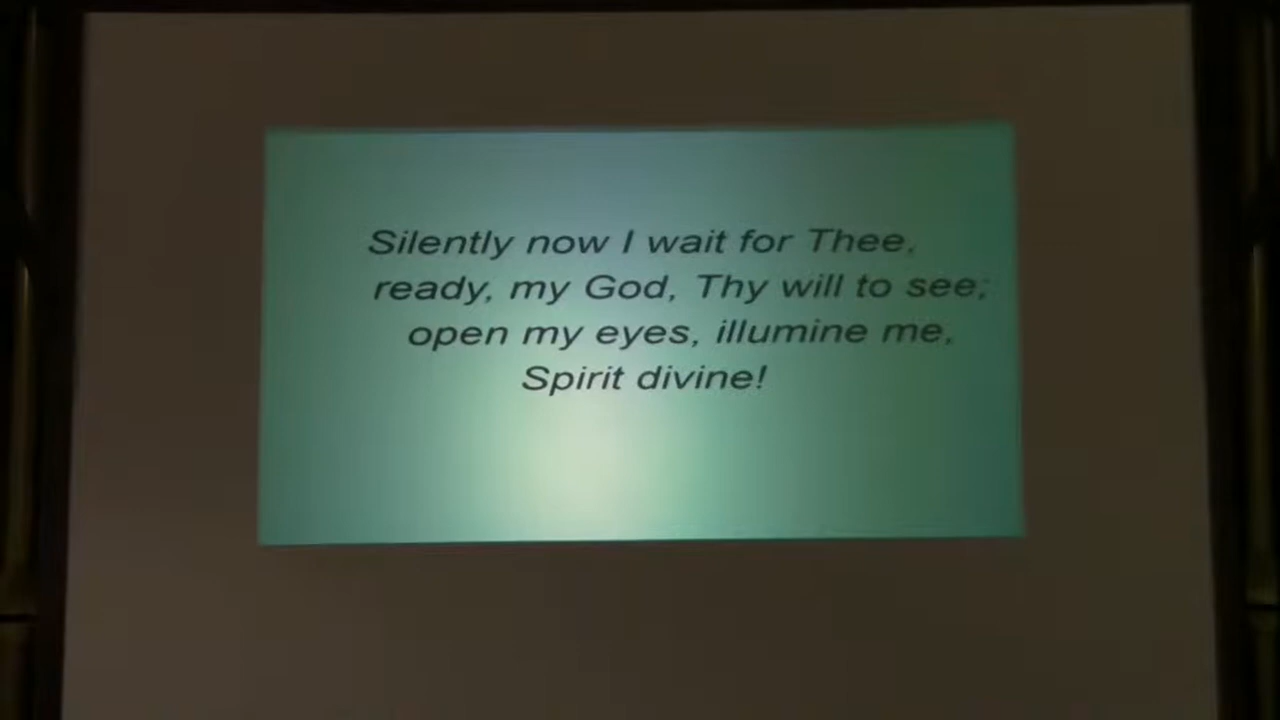 Silently now I wait for Thee,
ready, my God, Thy will to see;
open my eyes, illumine me,
Spirit divine!